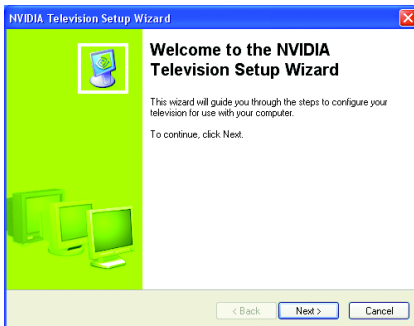 NVIDIA Television Setup Wizard
Welcome to the NVIDIA
Television Setup Wizard
This wizard will guide you through the steps to configure your
television for use with your computer.
To continue, click Next.
< Back
Next >
Cancel